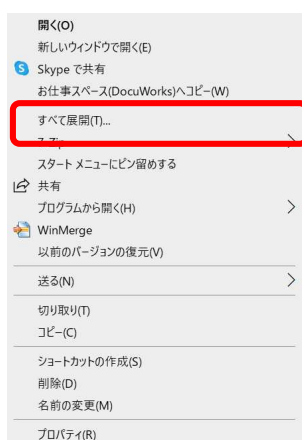 開く(O)
新しいウィンドウで開く(E)
Skype で共有
お仕事スペース(DocuWorks)へコピー(W)
すべて展開(T)...
7-Zip
スタート メニューにピン留めする
共有
プログラムから開く(H)
WinMerge
以前のバージョンの復元(V)
送る(N)
切り取り(T)
コピー(C)
ショートカットの作成(S)
削除(D)
名前の変更(M)
プロパティ(R)